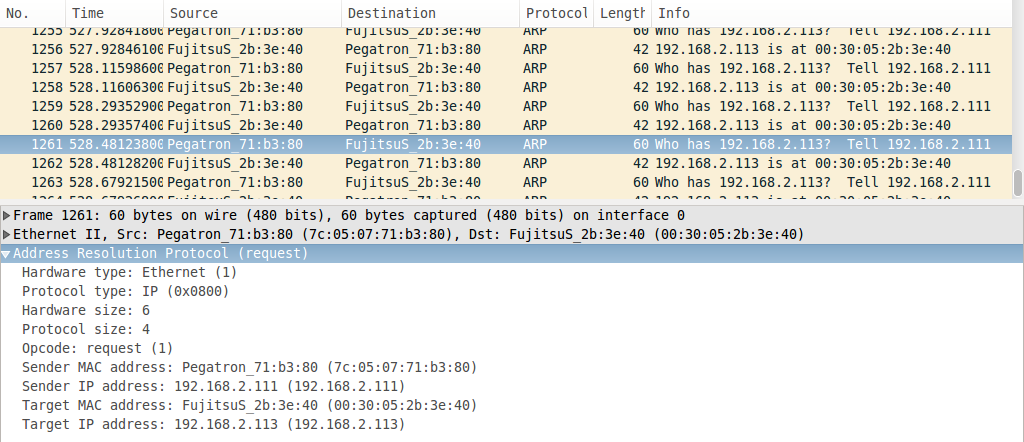 No. Time Source Destination Protocol Length Info
1255 527.92841800 Pegatron_71:b3:80 FujitsuS_2b:3e:40 ARP 60 Who has 192.168.2.113?  Tell 192.168.2.111
1256 527.92846100 FujitsuS_2b:3e:40 Pegatron_71:b3:80 ARP 42 192.168.2.113 is at 00:30:05:2b:3e:40
1257 528.11598600 Pegatron_71:b3:80 FujitsuS_2b:3e:40 ARP 60 Who has 192.168.2.113?  Tell 192.168.2.111
1258 528.11606300 FujitsuS_2b:3e:40 Pegatron_71:b3:80 ARP 42 192.168.2.113 is at 00:30:05:2b:3e:40
1259 528.29352900 Pegatron_71:b3:80 FujitsuS_2b:3e:40 ARP 60 Who has 192.168.2.113?  Tell 192.168.2.111
1260 528.29357400 FujitsuS_2b:3e:40 Pegatron_71:b3:80 ARP 42 192.168.2.113 is at 00:30:05:2b:3e:40
1261 528.48123800 Pegatron_71:b3:80 FujitsuS_2b:3e:40 ARP 60 Who has 192.168.2.113?  Tell 192.168.2.111
1262 528.48128200 FujitsuS_2b:3e:40 Pegatron_71:b3:80 ARP 42 192.168.2.113 is at 00:30:05:2b:3e:40
1263 528.67921500 Pegatron_71:b3:80 FujitsuS_2b:3e:40 ARP 60 Who has 192.168.2.113?  Tell 192.168.2.111
Frame 1261: 60 bytes on wire (480 bits), 60 bytes captured (480 bits) on interface 0
Ethernet II, Src: Pegatron_71:b3:80 (7c:05:07:71:b3:80), Dst: FujitsuS_2b:3e:40 (00:30:05:2b:3e:40)
Address Resolution Protocol (request)
Hardware type: Ethernet (1)
Protocol type: IP (0x0800)
Hardware size: 6
Protocol size: 4
Opcode: request (1)
Sender MAC address: Pegatron_71:b3:80 (7c:05:07:71:b3:80)
Sender IP address: 192.168.2.111 (192.168.2.111)
Target MAC address: FujitsuS_2b:3e:40 (00:30:05:2b:3e:40)
Target IP address: 192.168.2.113 (192.168.2.113)